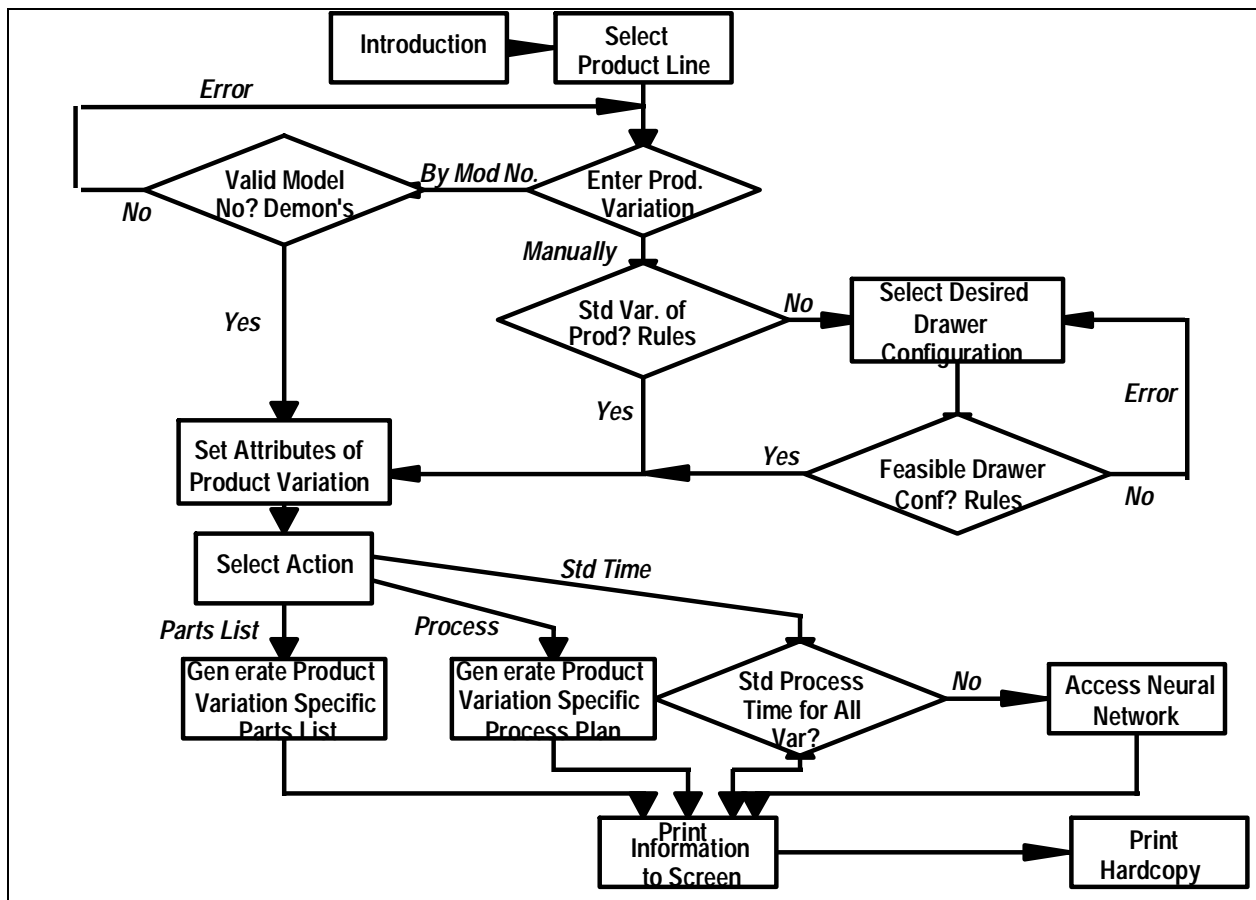 Introduction
Select
Product Line
Error
Valid Model
No? Demon's
By Mod No.
Enter Prod.
Variation
No
Manually
Std Var. of
Prod? Rules
No
Select Desired
Drawer
Configuration
Yes
Yes
Error
Set Attributes of
Product Variation
Yes
Feasible Drawer
Conf? Rules
No
Select Action
Std Time
Parts List
Process
Gen erate Product
Variation Specific
Parts List
Gen erate Product
Variation Specific
Process Plan
Std Process
Time for All
Var?
No
Access Neural
Network
Print
Information
to Screen
Print
Hardcopy